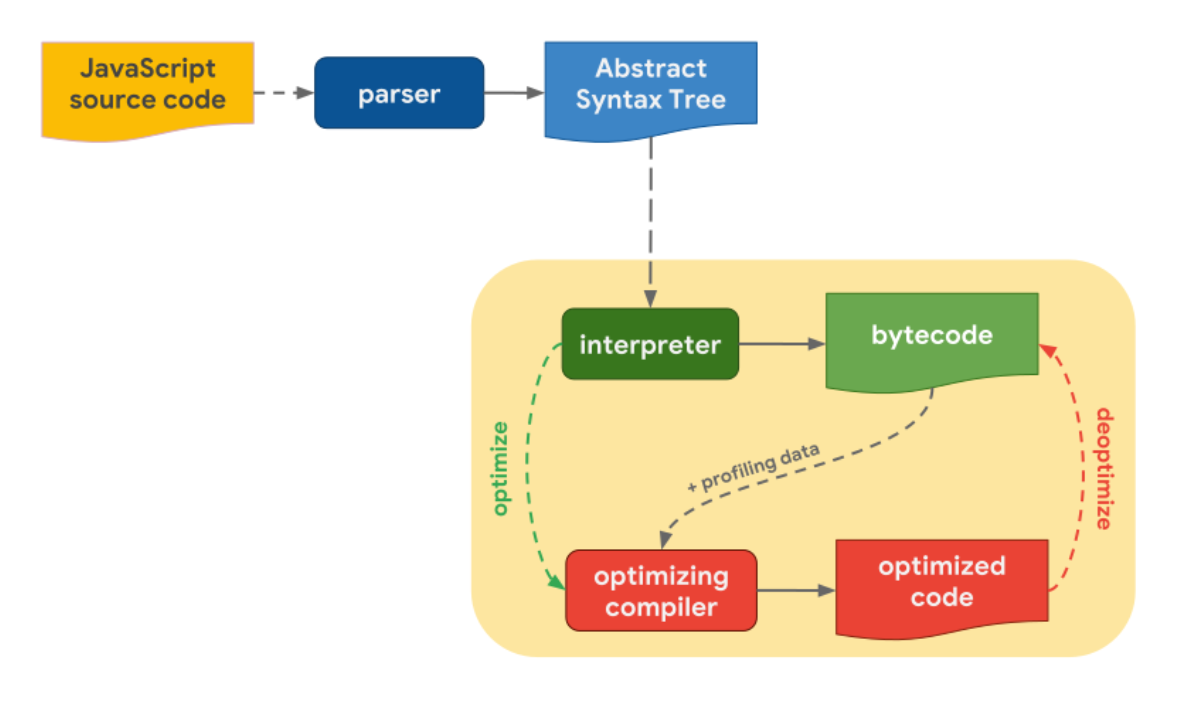 JavaScript
source code
parser
Abstract
Syntax Tree
interpreter
bytecode
optimize
+ profiling data
deoptimize
optimizing
compiler
optimized
code